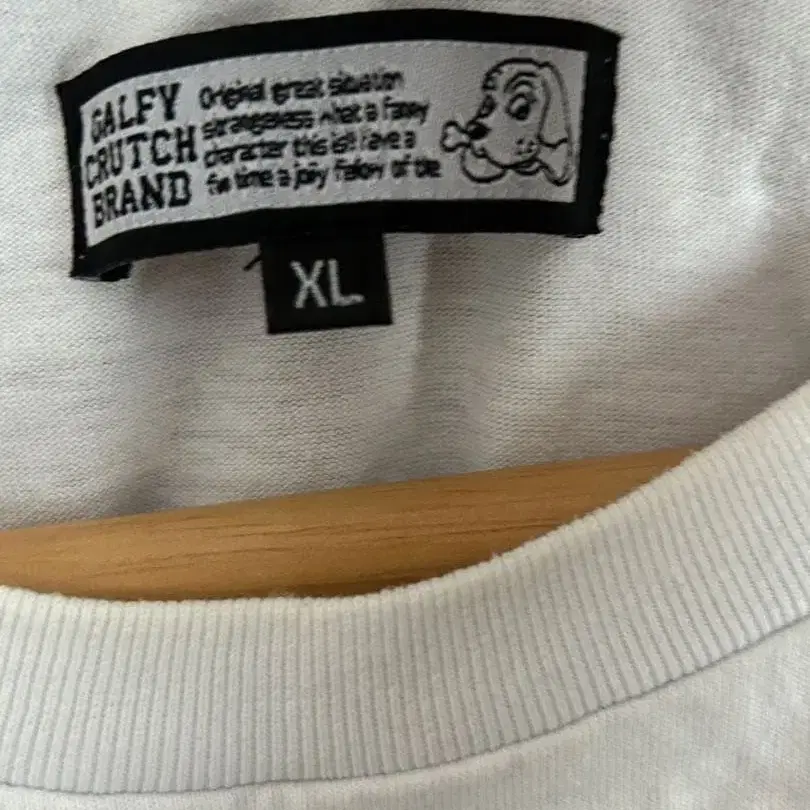 GALFY
CRUTCH
BRAND
Original great situation
strangeness what a fanny
character this is!! Have a
fun time a jolly fellow of the
XL